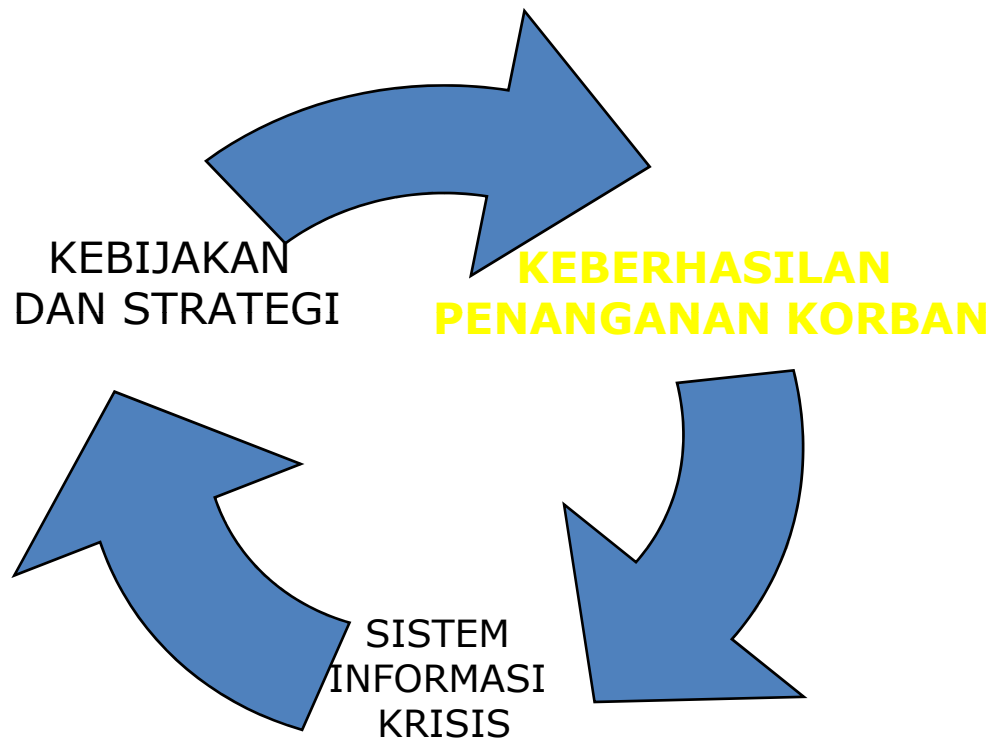 KEBIJAKAN
DAN STRATEGI
KEBERHASILAN
PENANGANAN KORBAN
SISTEM
INFORMASI
KRISIS